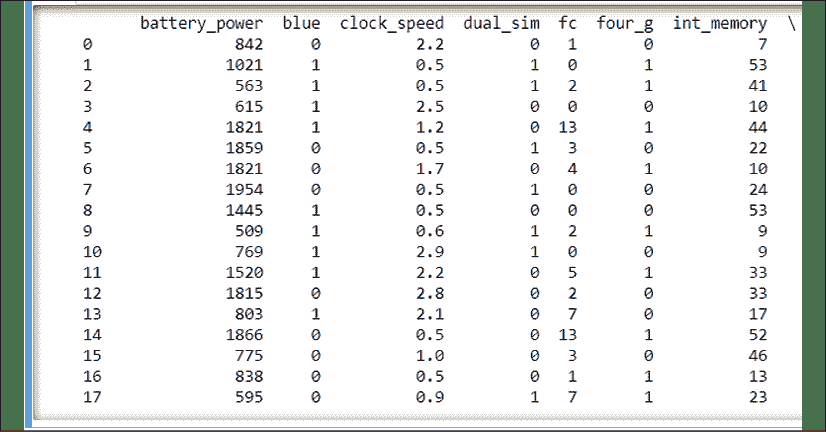 battery_power blue clock_speed dual_sim fc four_g int_memory \
0 842 0 2.2 0 1 0 7
1 1021 1 0.5 1 0 1 53
2 563 1 0.5 1 2 1 41
3 615 1 2.5 0 0 0 10
4 1821 1 1.2 0 13 1 44
5 1859 0 0.5 1 3 0 22
6 1821 0 1.7 0 4 1 10
7 1954 0 0.5 1 0 0 24
8 1445 1 0.5 0 0 0 53
9 509 1 0.6 1 2 1 9
10 769 1 2.9 1 0 0 9
11 1520 1 2.2 0 5 1 33
12 1815 0 2.8 0 2 0 33
13 803 1 2.1 0 7 0 17
14 1866 0 0.5 0 13 1 52
15 775 0 1.0 0 3 0 46
16 838 0 0.5 0 1 1 13
17 595 0 0.9 1 7 1 23